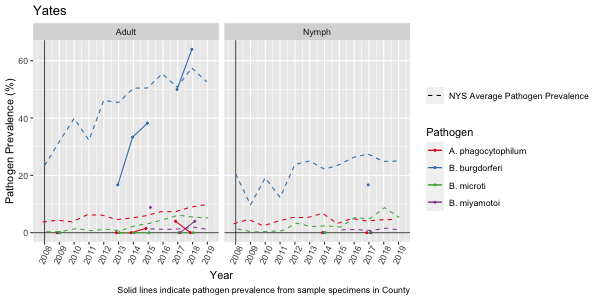 Yates
Adult Nymph
Pathogen Prevalence (%)
60
40
20
0
2008 2009 2010 2011 2012 2013 2014 2015 2016 2017 2018 2019 2008 2009 2010 2011 2012 2013 2014 2015 2016 2017 2018 2019
Year
Solid lines indicate pathogen prevalence from sample specimens in County
NYS Average Pathogen Prevalence
Pathogen
A. phagocytophilum
B. burgdorferi
B. microti
B. miyamotoi